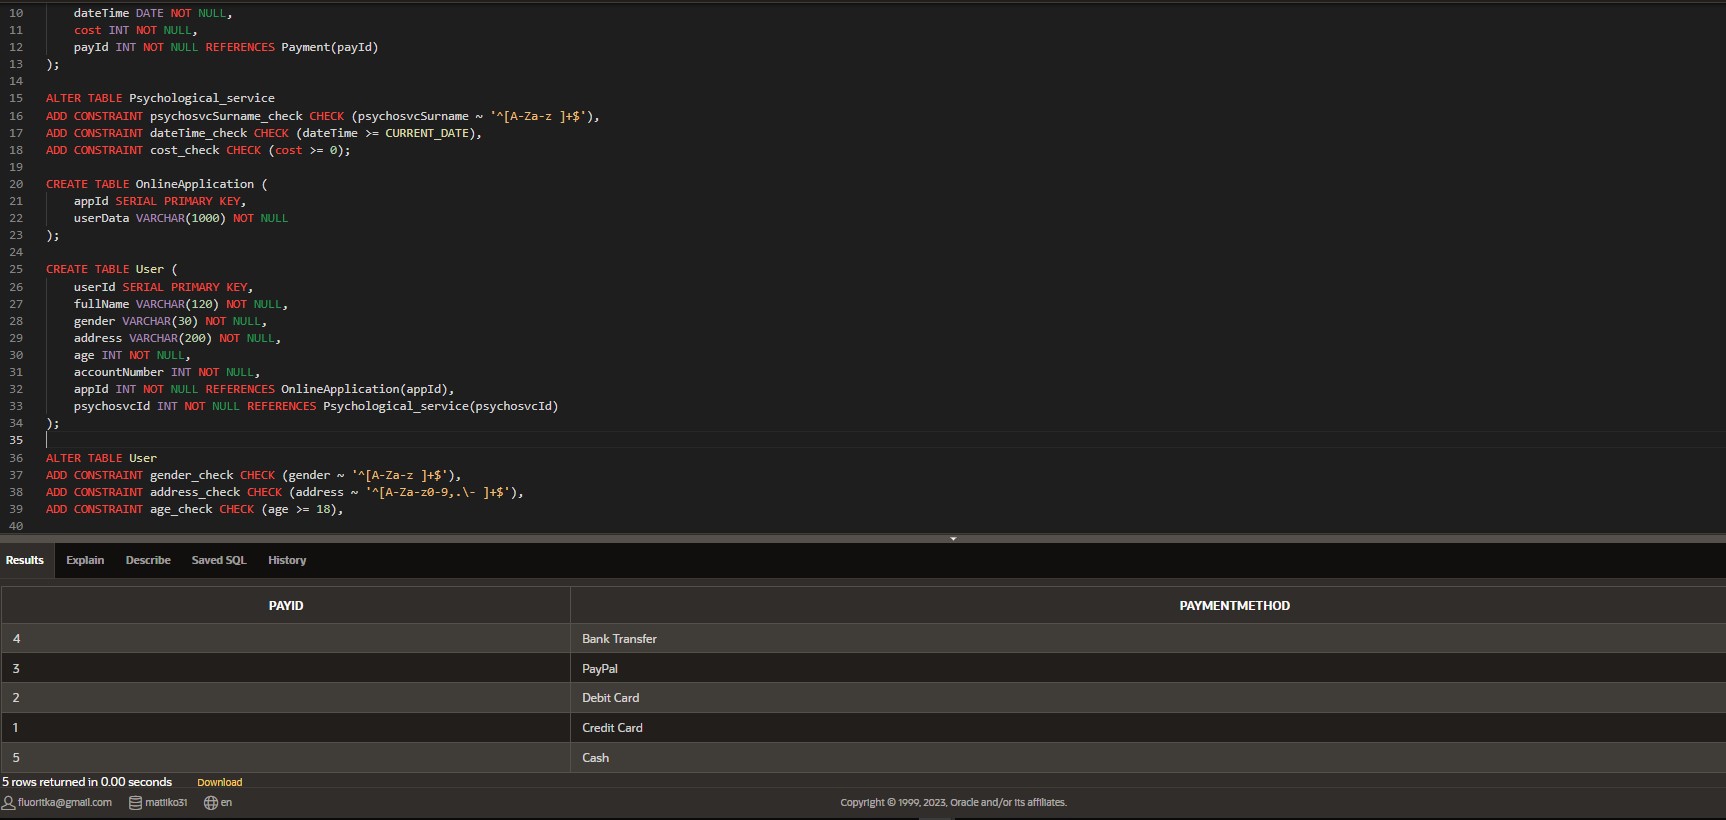 10 dateTime DATE NOT NULL,
11 cost INT NOT NULL,
12 payId INT NOT NULL REFERENCES Payment(payId)
13 );
14
15 ALTER TABLE Psychological_service
16 ADD CONSTRAINT psychosvcSurname_check CHECK (psychosvcSurname ~ '^[A-Za-z ]+$'),
17 ADD CONSTRAINT dateTime_check CHECK (dateTime >= CURRENT_DATE),
18 ADD CONSTRAINT cost_check CHECK (cost >= 0);
19
20 CREATE TABLE OnlineApplication (
21 appId SERIAL PRIMARY KEY,
22 userData VARCHAR(1000) NOT NULL
23 );
24
25 CREATE TABLE User (
26 userId SERIAL PRIMARY KEY,
27 fullName VARCHAR(120) NOT NULL,
28 gender VARCHAR(30) NOT NULL,
29 address VARCHAR(200) NOT NULL,
30 age INT NOT NULL,
31 accountNumber INT NOT NULL,
32 appId INT NOT NULL REFERENCES OnlineApplication(appId),
33 psychosvcId INT NOT NULL REFERENCES Psychological_service(psychosvcId)
34 );
35
36 ALTER TABLE User
37 ADD CONSTRAINT gender_check CHECK (gender ~ '^[A-Za-z ]+$'),
38 ADD CONSTRAINT address_check CHECK (address ~ '^[A-Za-z0-9,.\- ]+$'),
39 ADD CONSTRAINT age_check CHECK (age >= 18),
40
Results Explain Describe Saved SQL History
PAYID PAYMENTMETHOD
4 Bank Transfer
3 PayPal
2 Debit Card
1 Credit Card
5 Cash
5 rows returned in 0.00 seconds Download
fluoritka@gmail.com matiiko31 en Copyright © 1999, 2023, Oracle and/or its affiliates.